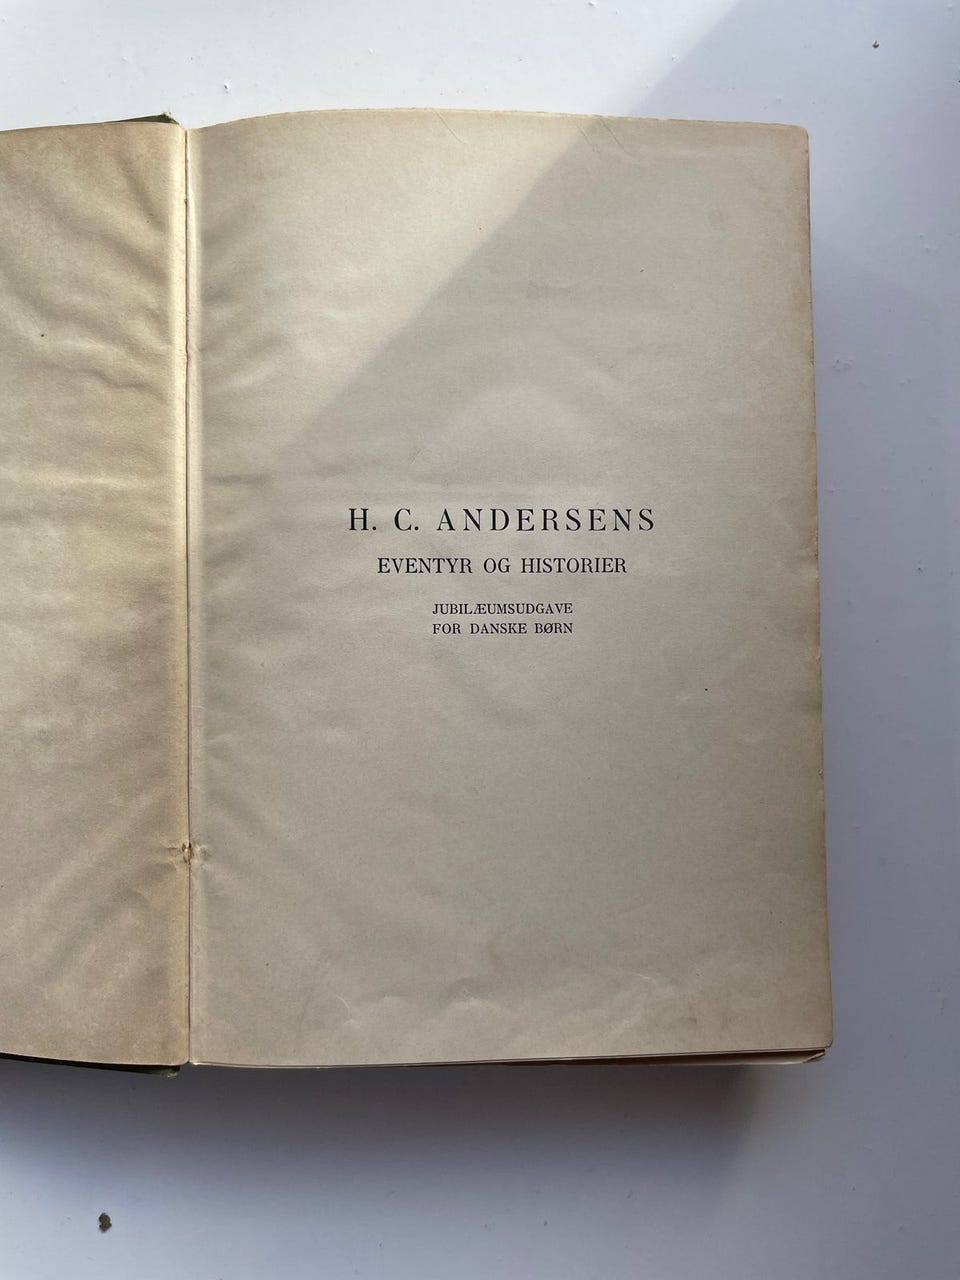 H. C. ANDERSENS
EVENTYR OG HISTORIER
JUBILÆUMSUDGAVE
FOR DANSKE BØRN